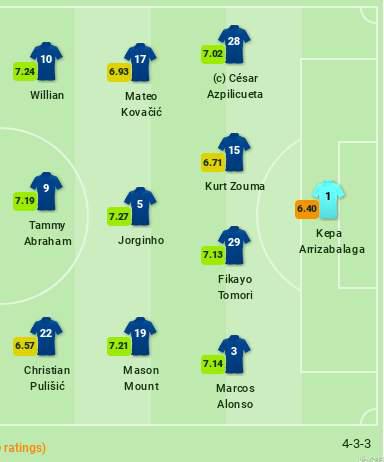 28
7.02
(c) César
Azpilicueta
10
7.24
Willian
17
6.93
Mateo
Kovačić
15
6.71
Kurt Zouma
9
7.19
Tammy
Abraham
5
7.27
Jorginho
1
6.40
Kepa
Arrizabalaga
29
7.13
Fikayo
Tomori
22
6.57
Christian
Pulišić
19
7.21
Mason
Mount
3
7.14
Marcos
Alonso
ratings)
4-3-3